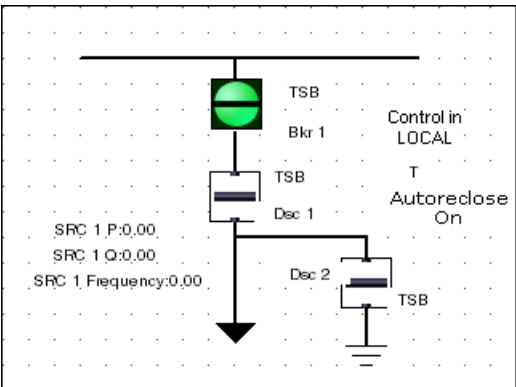 TSB
Bkr 1
Control in
LOCAL
TSB
T
Autoreclose
On
Dsc 1
SRC 1 P:0.00
SRC 1 Q:0.00
SRC 1 Frequency:0.00
Dsc 2
TSB